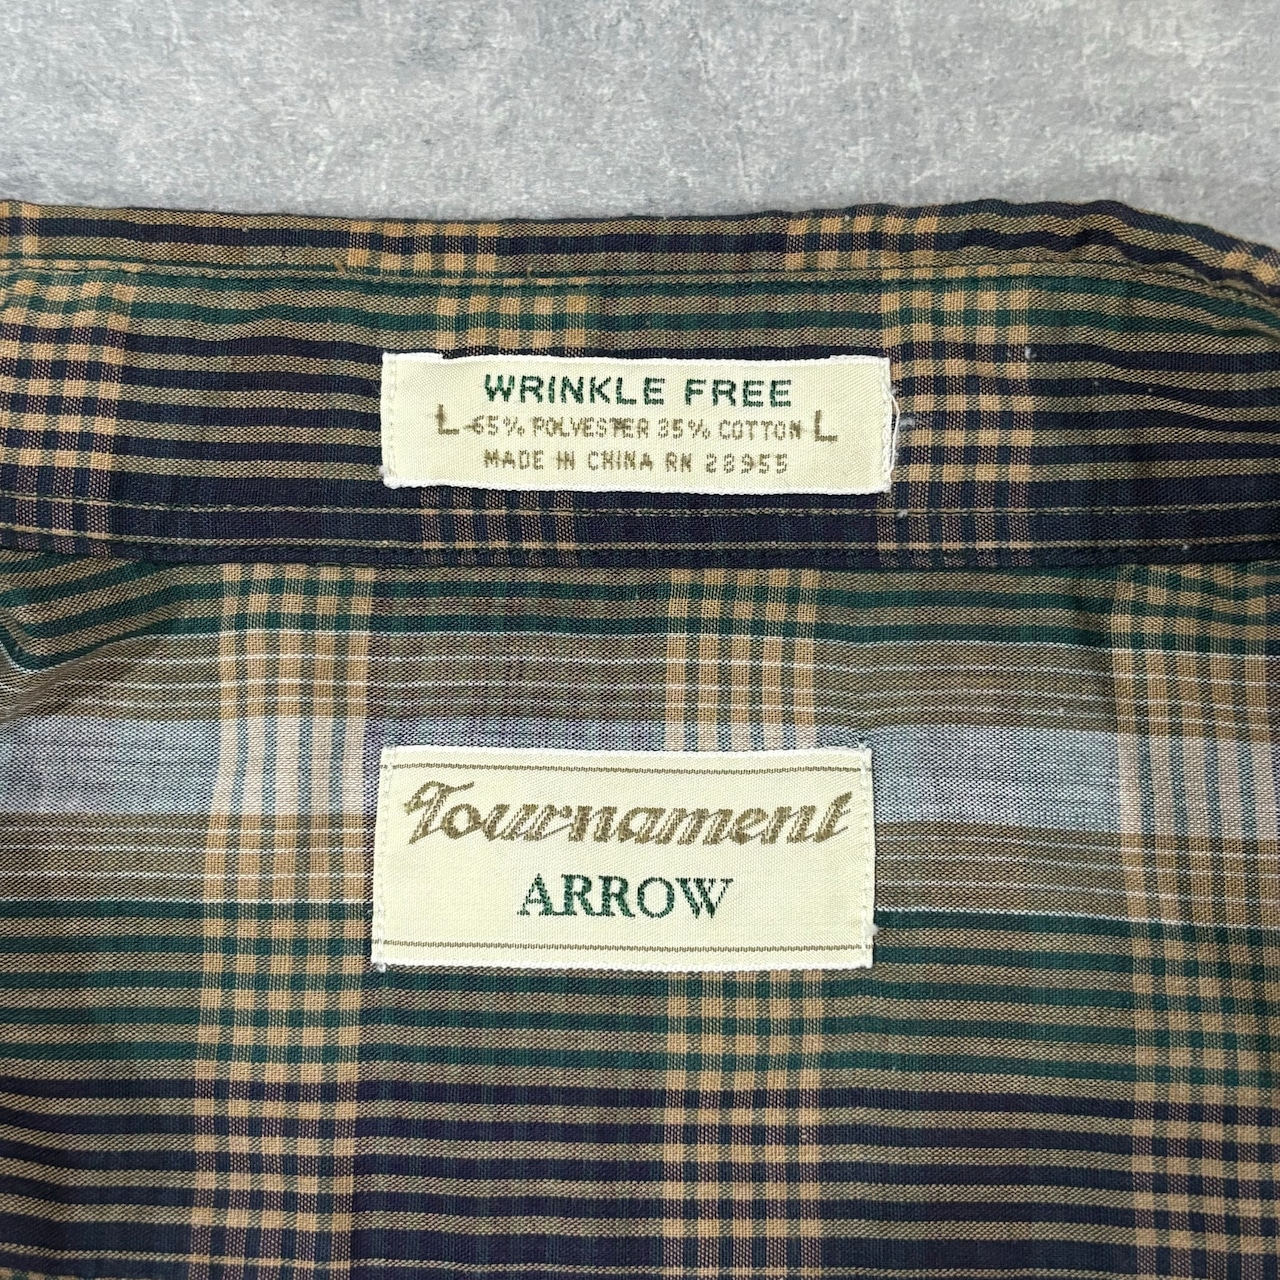 WRINKLE FREE
L 65% POLYESTER 35% COTTON L
MADE IN CHINA RN 28955
Tournament
ARROW